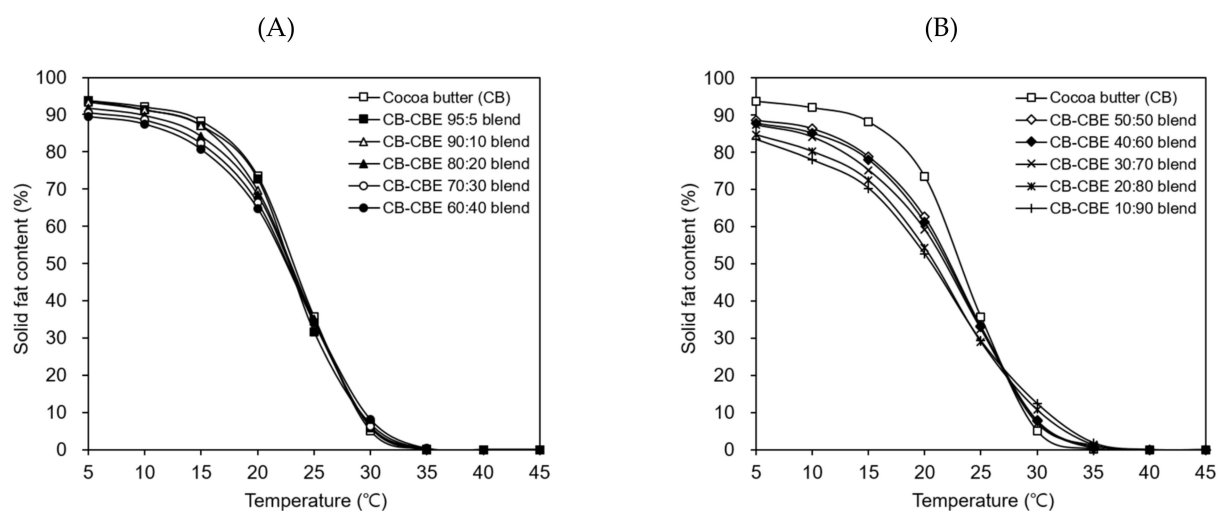 (A)
100
90
80
70
60
50
40
30
20
10
0
Solid fat content (%)
Cocoa butter (CB)
CB-CBE 95:5 blend
CB-CBE 90:10 blend
CB-CBE 80:20 blend
CB-CBE 70:30 blend
CB-CBE 60:40 blend
5 10 15 20 25 30 35 40 45
Temperature (℃)
(B)
100
90
80
70
60
50
40
30
20
10
0
Solid fat content (%)
Cocoa butter (CB)
CB-CBE 50:50 blend
CB-CBE 40:60 blend
CB-CBE 30:70 blend
CB-CBE 20:80 blend
CB-CBE 10:90 blend
5 10 15 20 25 30 35 40 45
Temperature (℃)